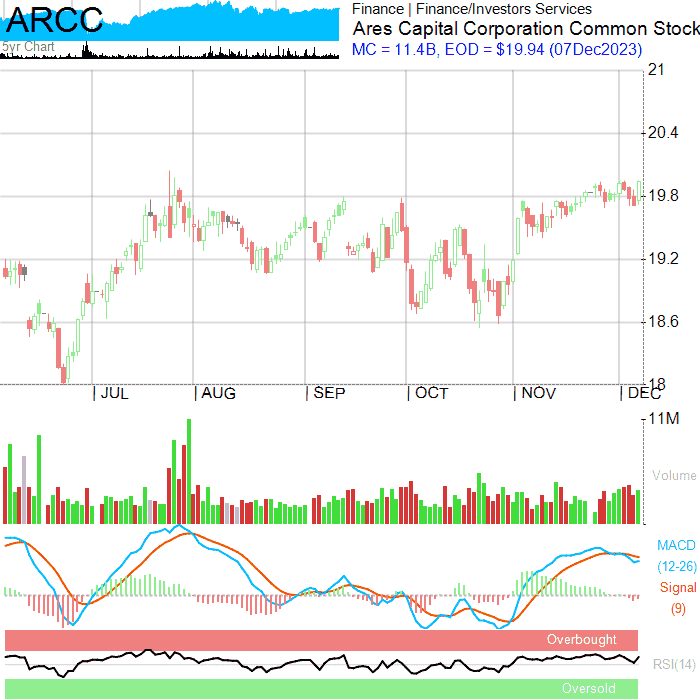 ARCC
5yr Chart
Finance | Finance/Investors Services
Ares Capital Corporation Common Stock
MC = 11.4B, EOD = $19.94 (07Dec2023)
21
20.4
19.8
19.2
18.6
18
JUL AUG SEP OCT NOV DEC
11M
Volume
MACD
(12-26)
Signal
(9)
Overbought
RSI(14)
Oversold